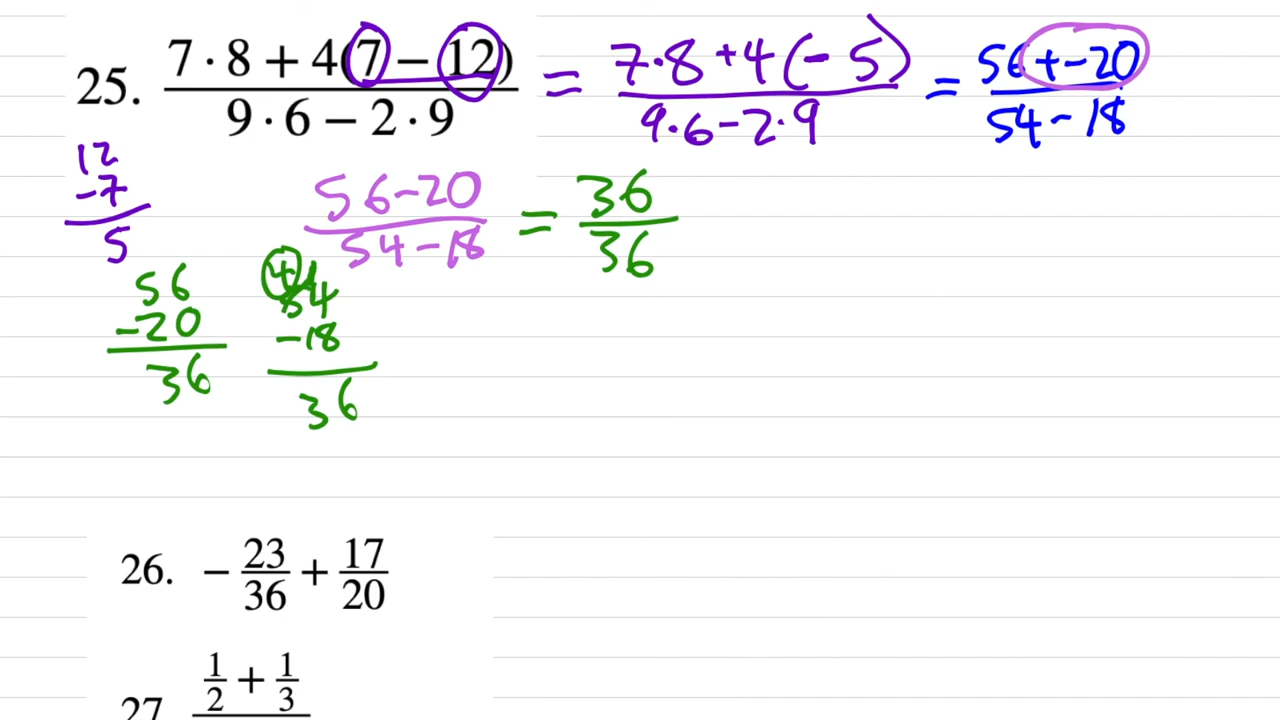 25. (7 · 8 + 4(7 − 12)) / (9 · 6 − 2 · 9) = (7·8 + 4(−5)) / (9·6 − 2·9) = (56 + −20) / (54 − 18)
12
−7
5
(56 − 20) / (54 − 18) = 36 / 36
56
−20
36
4 1
54
−18
36
26. − 23/36 + 17/20
27 1/2 + 1/3